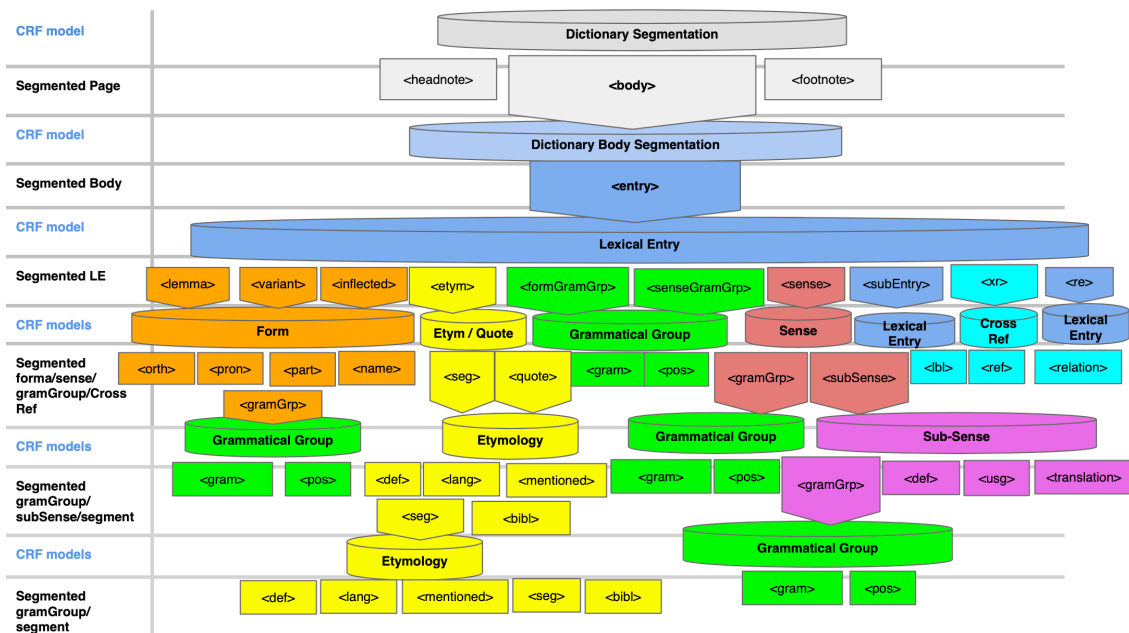 CRF model
Dictionary Segmentation
Segmented Page
<headnote>
<body>
<footnote>
CRF model
Dictionary Body Segmentation
Segmented Body
<entry>
CRF model
Lexical Entry
Segmented LE
<lemma>
<variant>
<inflected>
<etym>
<formGramGrp>
<senseGramGrp>
<sense>
<subEntry>
<xr>
<re>
CRF models
Form
Etym / Quote
Grammatical Group
Sense
Lexical
Entry
Cross
Ref
Lexical
Entry
Segmented
forma/sense/
gramGroup/Cross
Ref
<orth>
<pron>
<part>
<name>
<seg>
<quote>
<gram>
<pos>
<gramGrp>
<subSense>
<lbl>
<ref>
<relation>
<gramGrp>
CRF models
Grammatical Group
Etymology
Grammatical Group
Sub-Sense
Segmented
gramGroup/
subSense/segment
<gram>
<pos>
<def>
<lang>
<mentioned>
<gram>
<pos>
<gramGrp>
<def>
<usg>
<translation>
<seg>
<bibl>
CRF models
Etymology
Grammatical Group
Segmented
gramGroup/
segment
<def>
<lang>
<mentioned>
<seg>
<bibl>
<gram>
<pos>